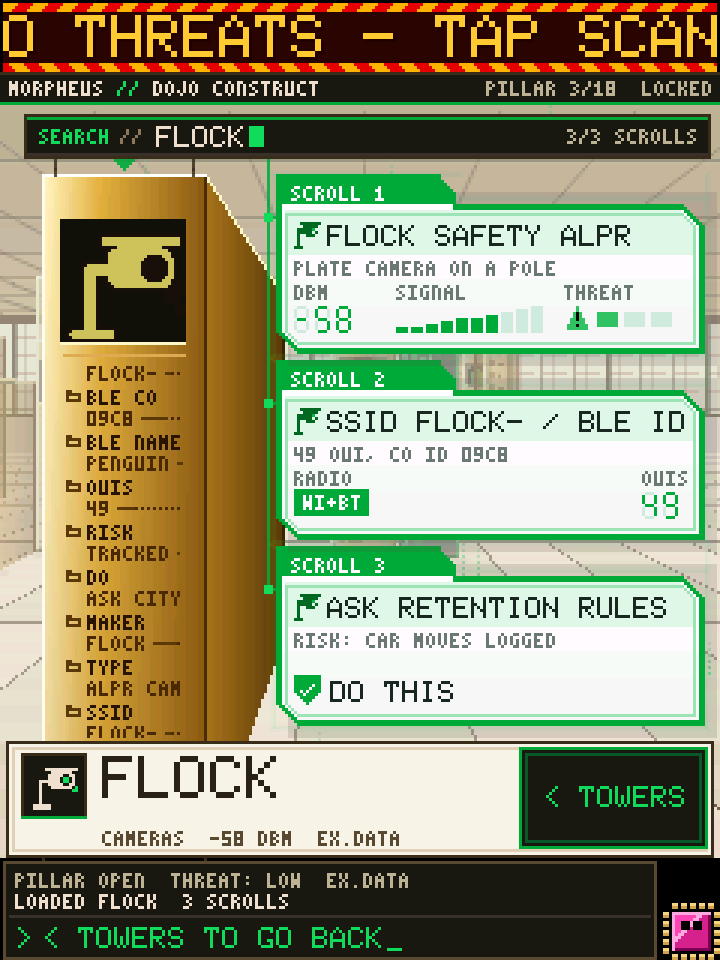 O THREATS - TAP SCAN
MORPHEUS // DOJO CONSTRUCT
PILLAR 3/18 LOCKED
SEARCH // FLOCK
3/3 SCROLLS
FLOCK-
BLE CO
09C8
BLE NAME
PENGUIN
OUIS
49
RISK
TRACKED
DO
ASK CITY
MAKER
FLOCK
TYPE
ALPR CAM
SSID
FLOCK-
SCROLL 1
FLOCK SAFETY ALPR
PLATE CAMERA ON A POLE
DBM SIGNAL THREAT
-58
SCROLL 2
SSID FLOCK- / BLE ID
49 OUI, CO ID 09C8
RADIO OUIS
WI+BT 49
SCROLL 3
ASK RETENTION RULES
RISK: CAR MOVES LOGGED
DO THIS
FLOCK
CAMERAS -58 DBM EX.DATA
< TOWERS
PILLAR OPEN THREAT: LOW EX.DATA
LOADED FLOCK 3 SCROLLS
> < TOWERS TO GO BACK_